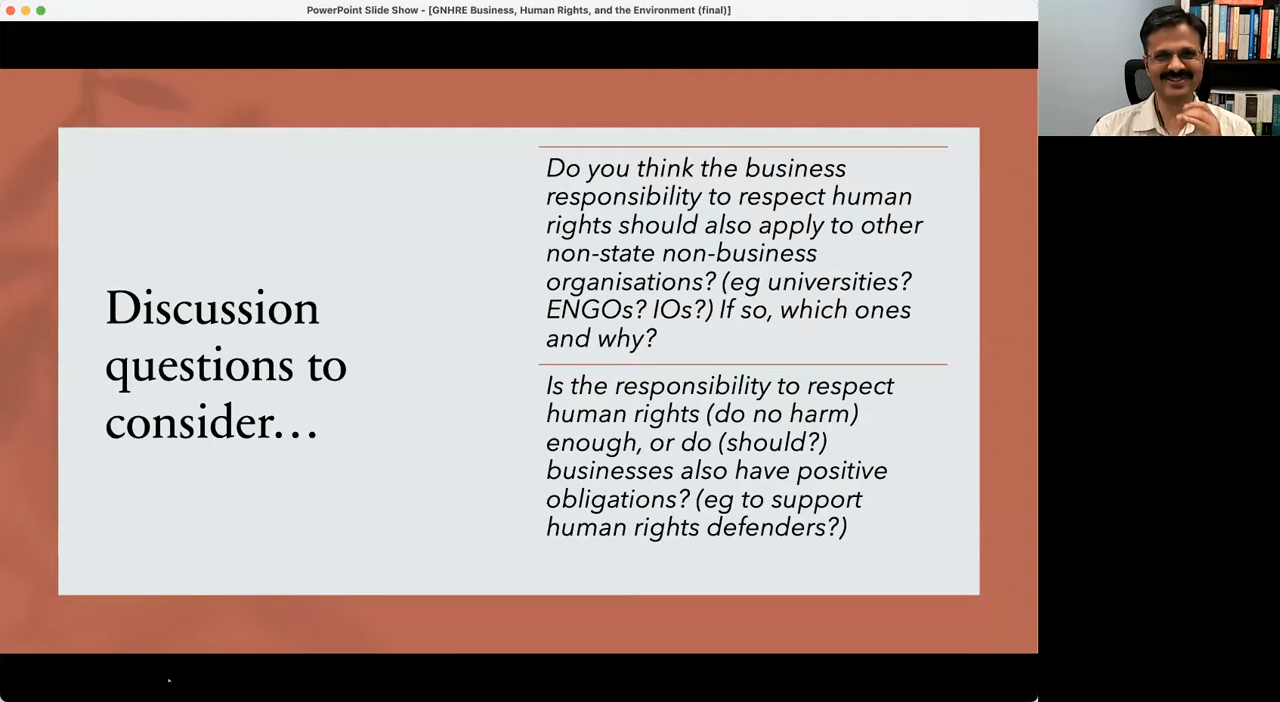 PowerPoint Slide Show - [GNHRE Business, Human Rights, and the Environment (final)]
Discussion
questions to
consider…
Do you think the business
responsibility to respect human
rights should also apply to other
non-state non-business
organisations? (eg universities?
ENGOs? IOs?) If so, which ones
and why?
Is the responsibility to respect
human rights (do no harm)
enough, or do (should?)
businesses also have positive
obligations? (eg to support
human rights defenders?)